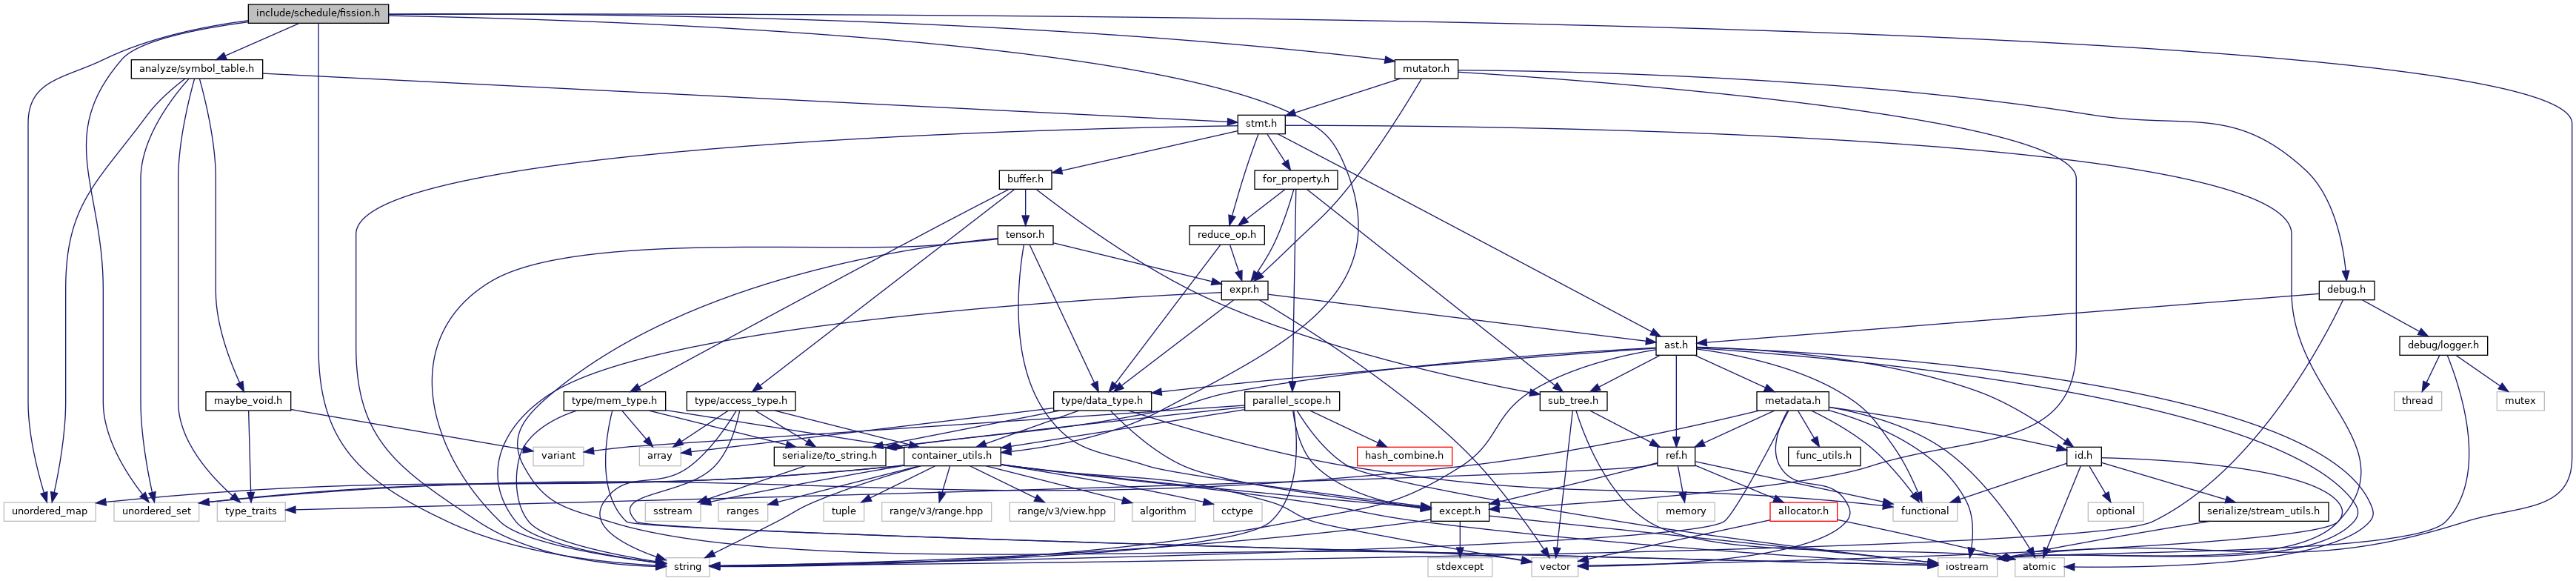 include/schedule/fission.h
analyze/symbol_table.h
mutator.h
stmt.h
buffer.h
for_property.h
tensor.h
reduce_op.h
expr.h
debug.h
ast.h
debug/logger.h
maybe_void.h
type/mem_type.h
type/access_type.h
type/data_type.h
parallel_scope.h
sub_tree.h
metadata.h
thread
mutex
variant
array
serialize/to_string.h
container_utils.h
hash_combine.h
ref.h
func_utils.h
id.h
unordered_map
unordered_set
type_traits
sstream
ranges
tuple
range/v3/range.hpp
range/v3/view.hpp
algorithm
cctype
except.h
memory
allocator.h
functional
optional
serialize/stream_utils.h
string
stdexcept
vector
iostream
atomic